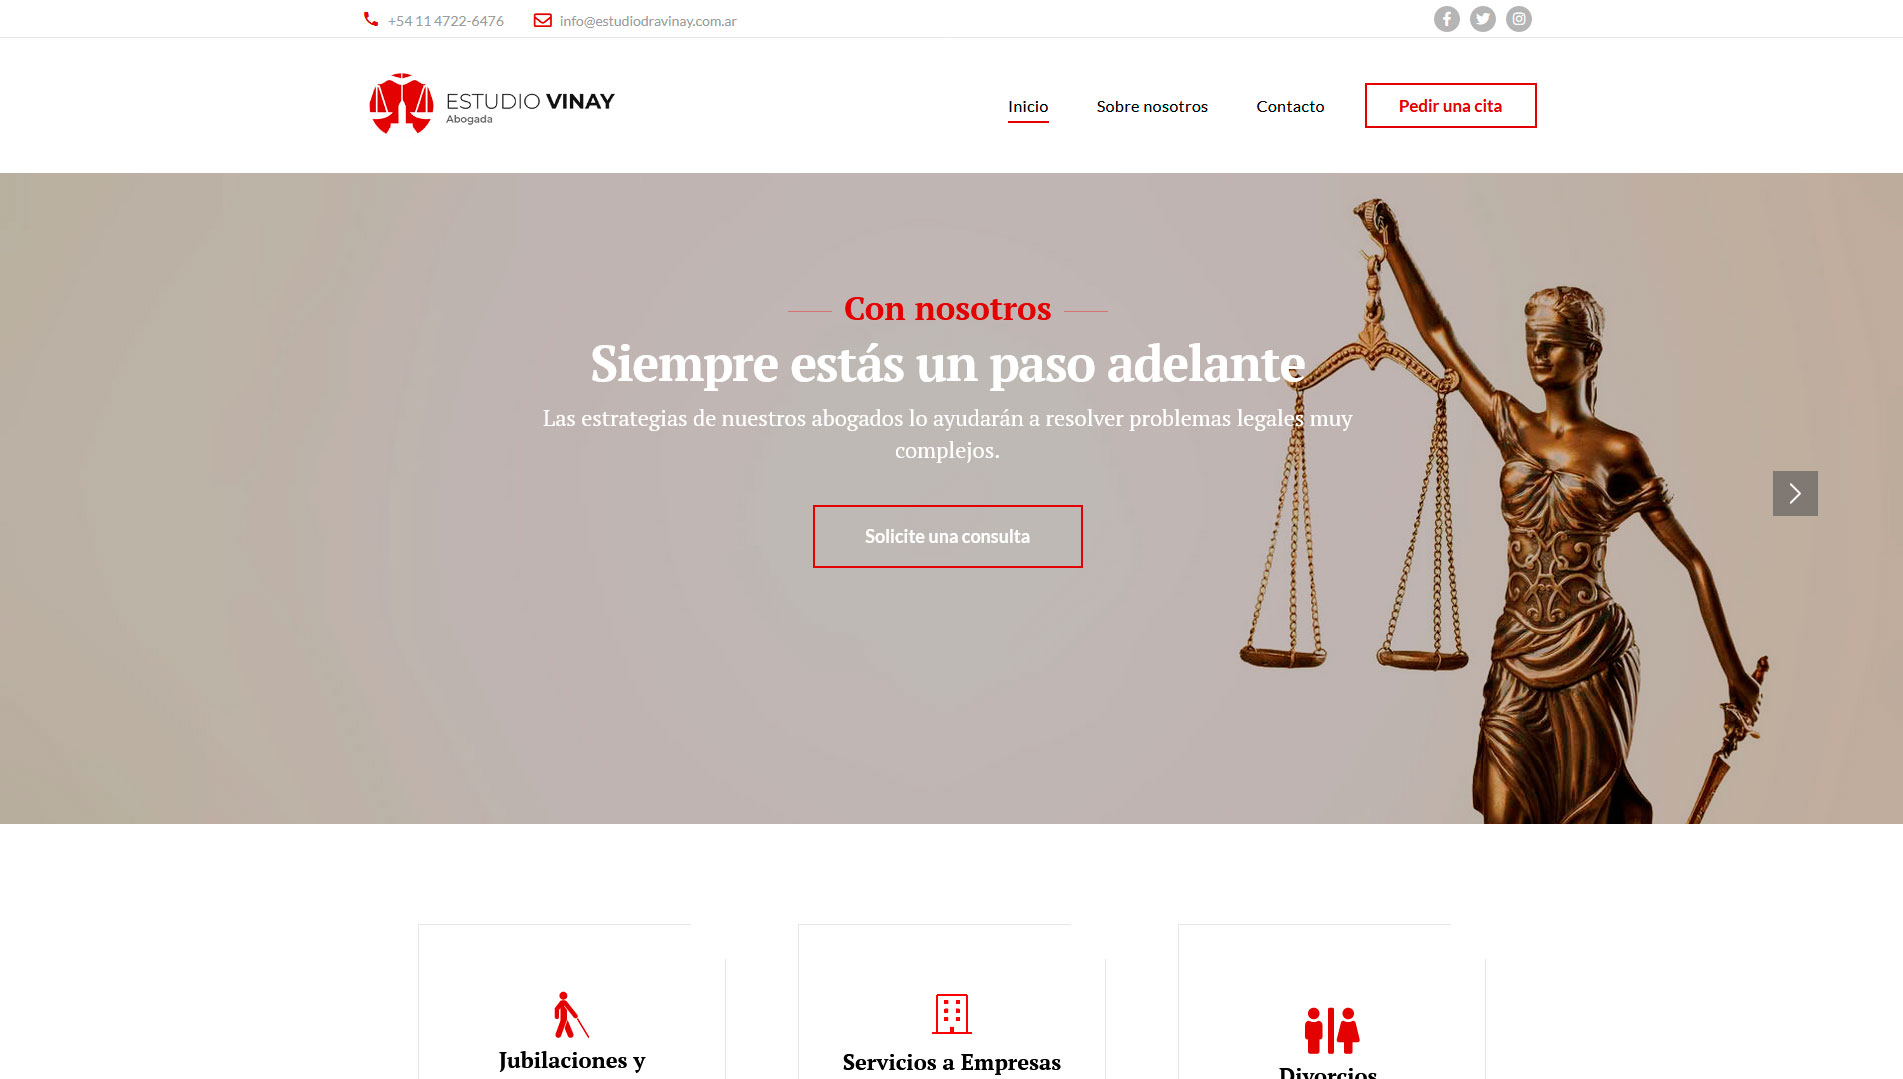 +54 11 4722-6476
info@estudiodravinay.com.ar
ESTUDIO VINAY
Abogada
Inicio
Sobre nosotros
Contacto
Pedir una cita
Con nosotros
Siempre estás un paso adelante
Las estrategias de nuestros abogados lo ayudarán a resolver problemas legales muy
complejos.
Solicite una consulta
Jubilaciones y
Servicios a Empresas
Divorcios